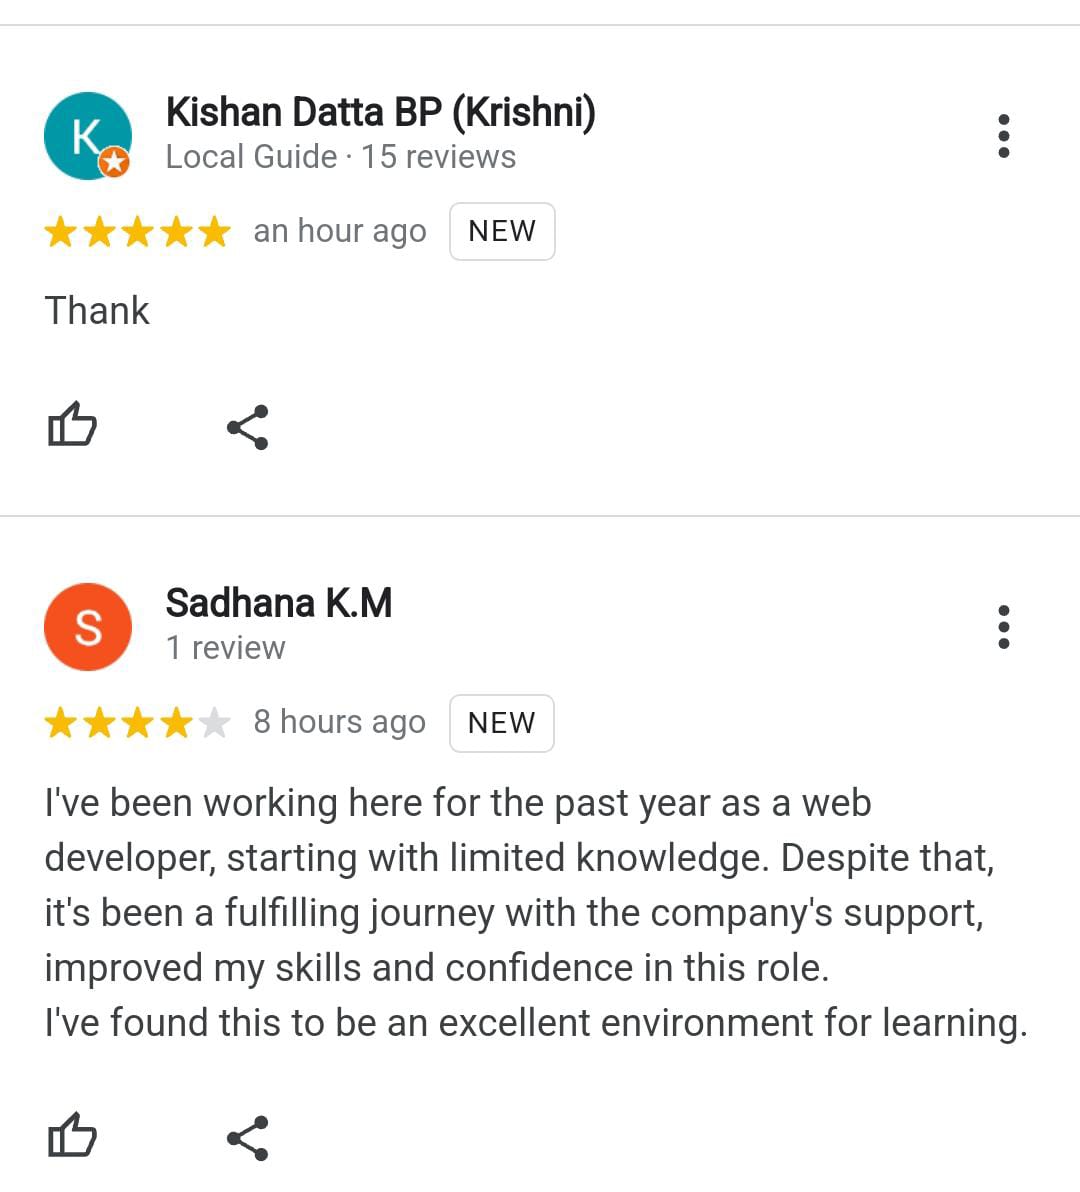 K
Kishan Datta BP (Krishni)
Local Guide · 15 reviews
an hour ago NEW
Thank
S
Sadhana K.M
1 review
8 hours ago NEW
I've been working here for the past year as a web
developer, starting with limited knowledge. Despite that,
it's been a fulfilling journey with the company's support,
improved my skills and confidence in this role.
I've found this to be an excellent environment for learning.